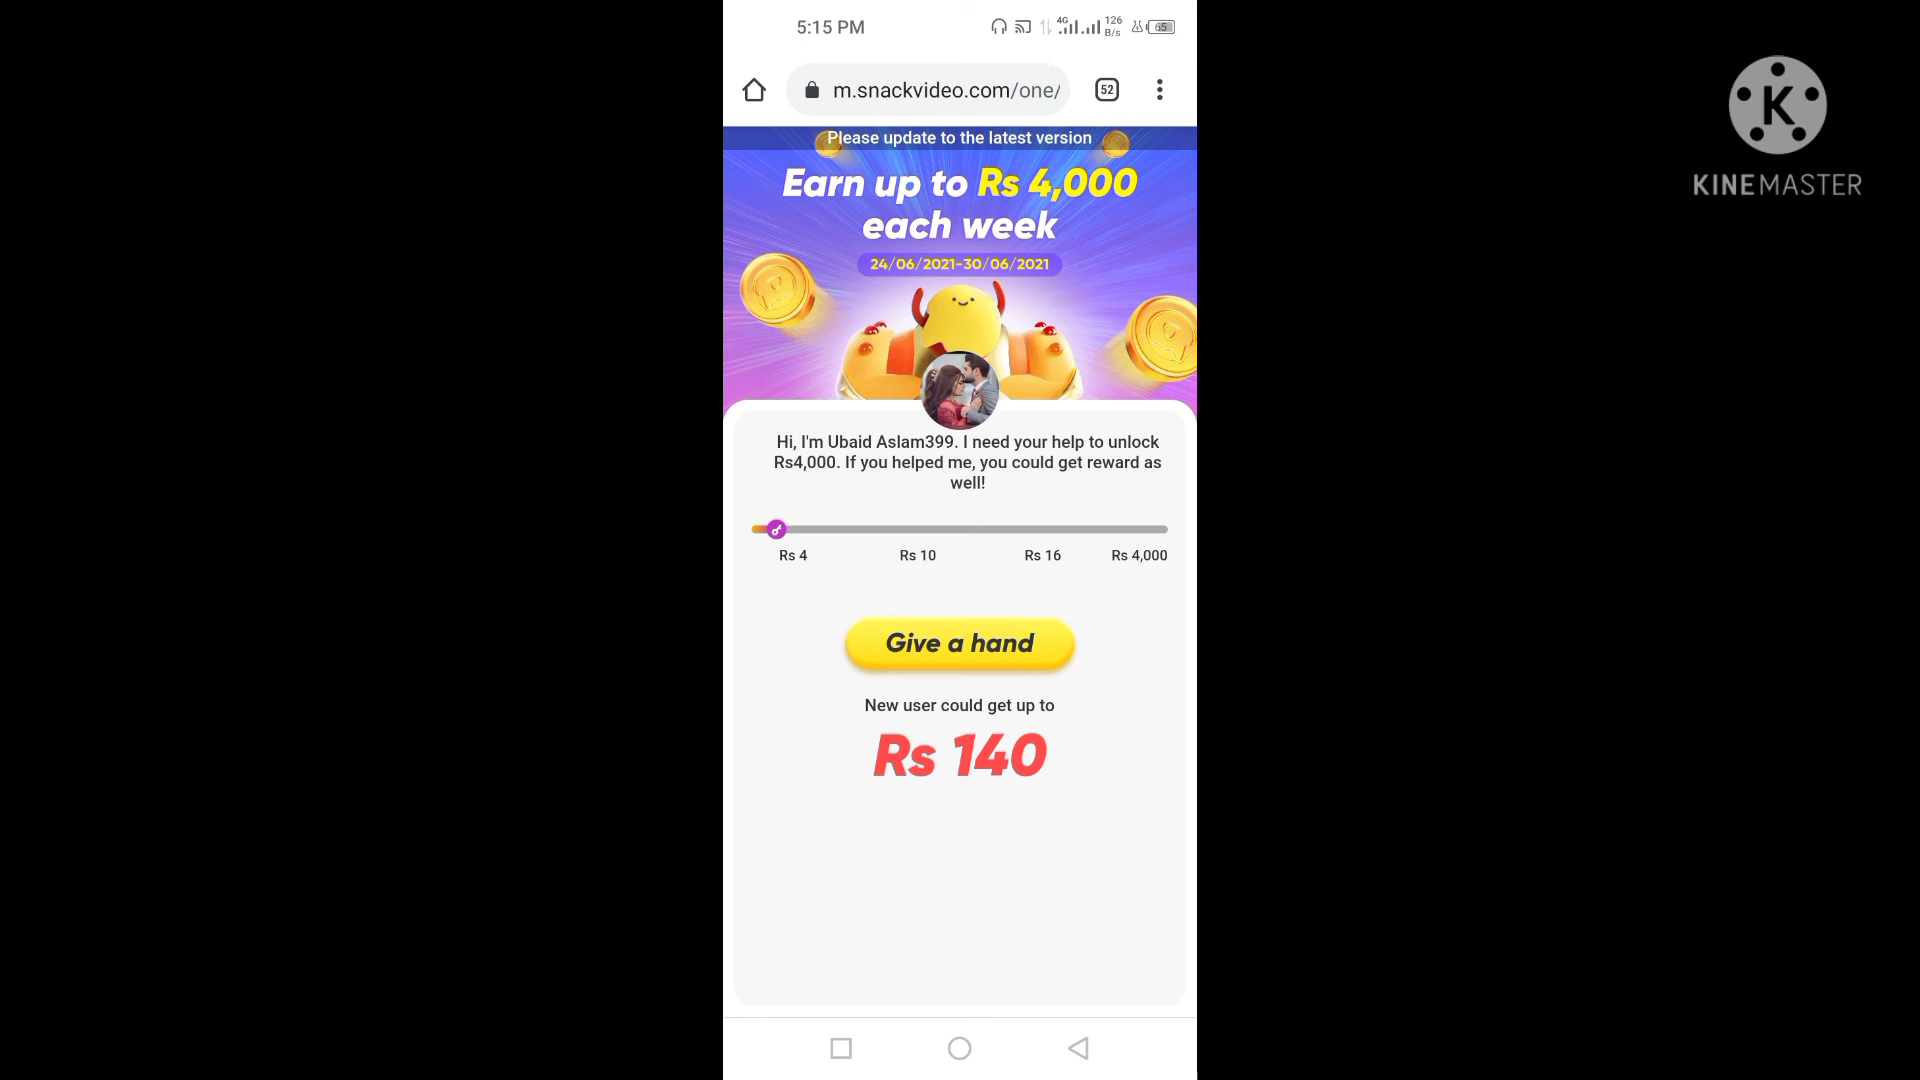 5:15 PM
4G
126
B/s
65
m.snackvideo.com/one/
52
KINEMASTER
Please update to the latest version
Earn up to Rs 4,000
each week
24/06/2021-30/06/2021
Hi, I'm Ubaid Aslam399. I need your help to unlock
Rs4,000. If you helped me, you could get reward as
well!
Rs 4 Rs 10 Rs 16 Rs 4,000
Give a hand
New user could get up to
Rs 140